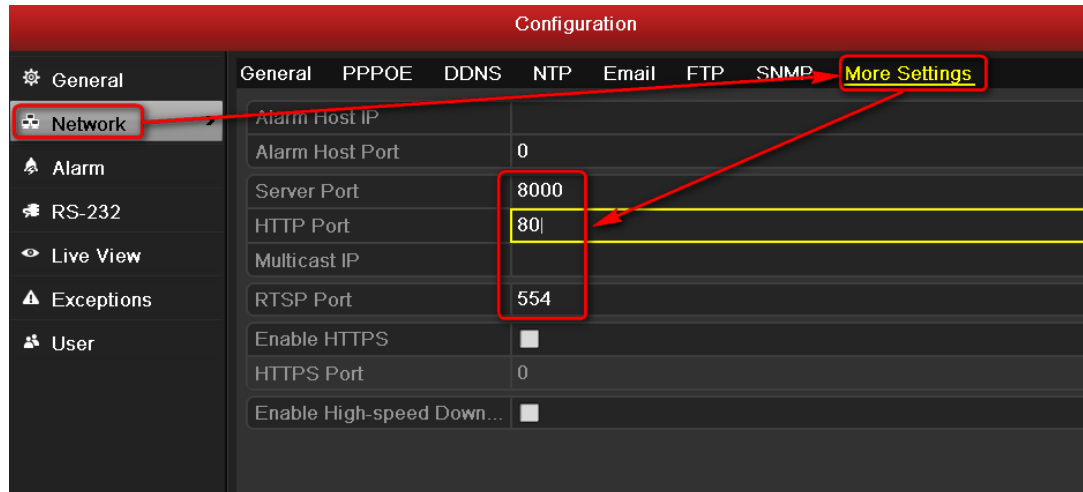 Configuration
General PPPOE DDNS NTP Email FTP SNMP More Settings
General
Network
Alarm
RS-232
Live View
Exceptions
User
Alarm Host IP
Alarm Host Port 0
Server Port 8000
HTTP Port 80
Multicast IP
RTSP Port 554
Enable HTTPS
HTTPS Port 0
Enable High-speed Down...